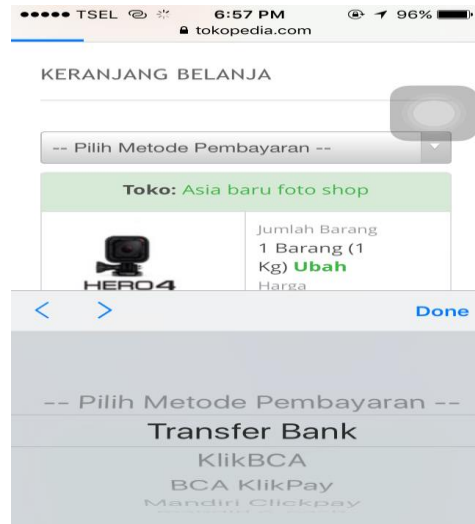 TSEL 6:57 PM 96%
tokopedia.com
KERANJANG BELANJA
-- Pilih Metode Pembayaran --
Toko: Asia baru foto shop
HERO4
Jumlah Barang
1 Barang (1
Kg) Ubah
Harga
Done
-- Pilih Metode Pembayaran --
Transfer Bank
KlikBCA
BCA KlikPay
Mandiri Clickpay